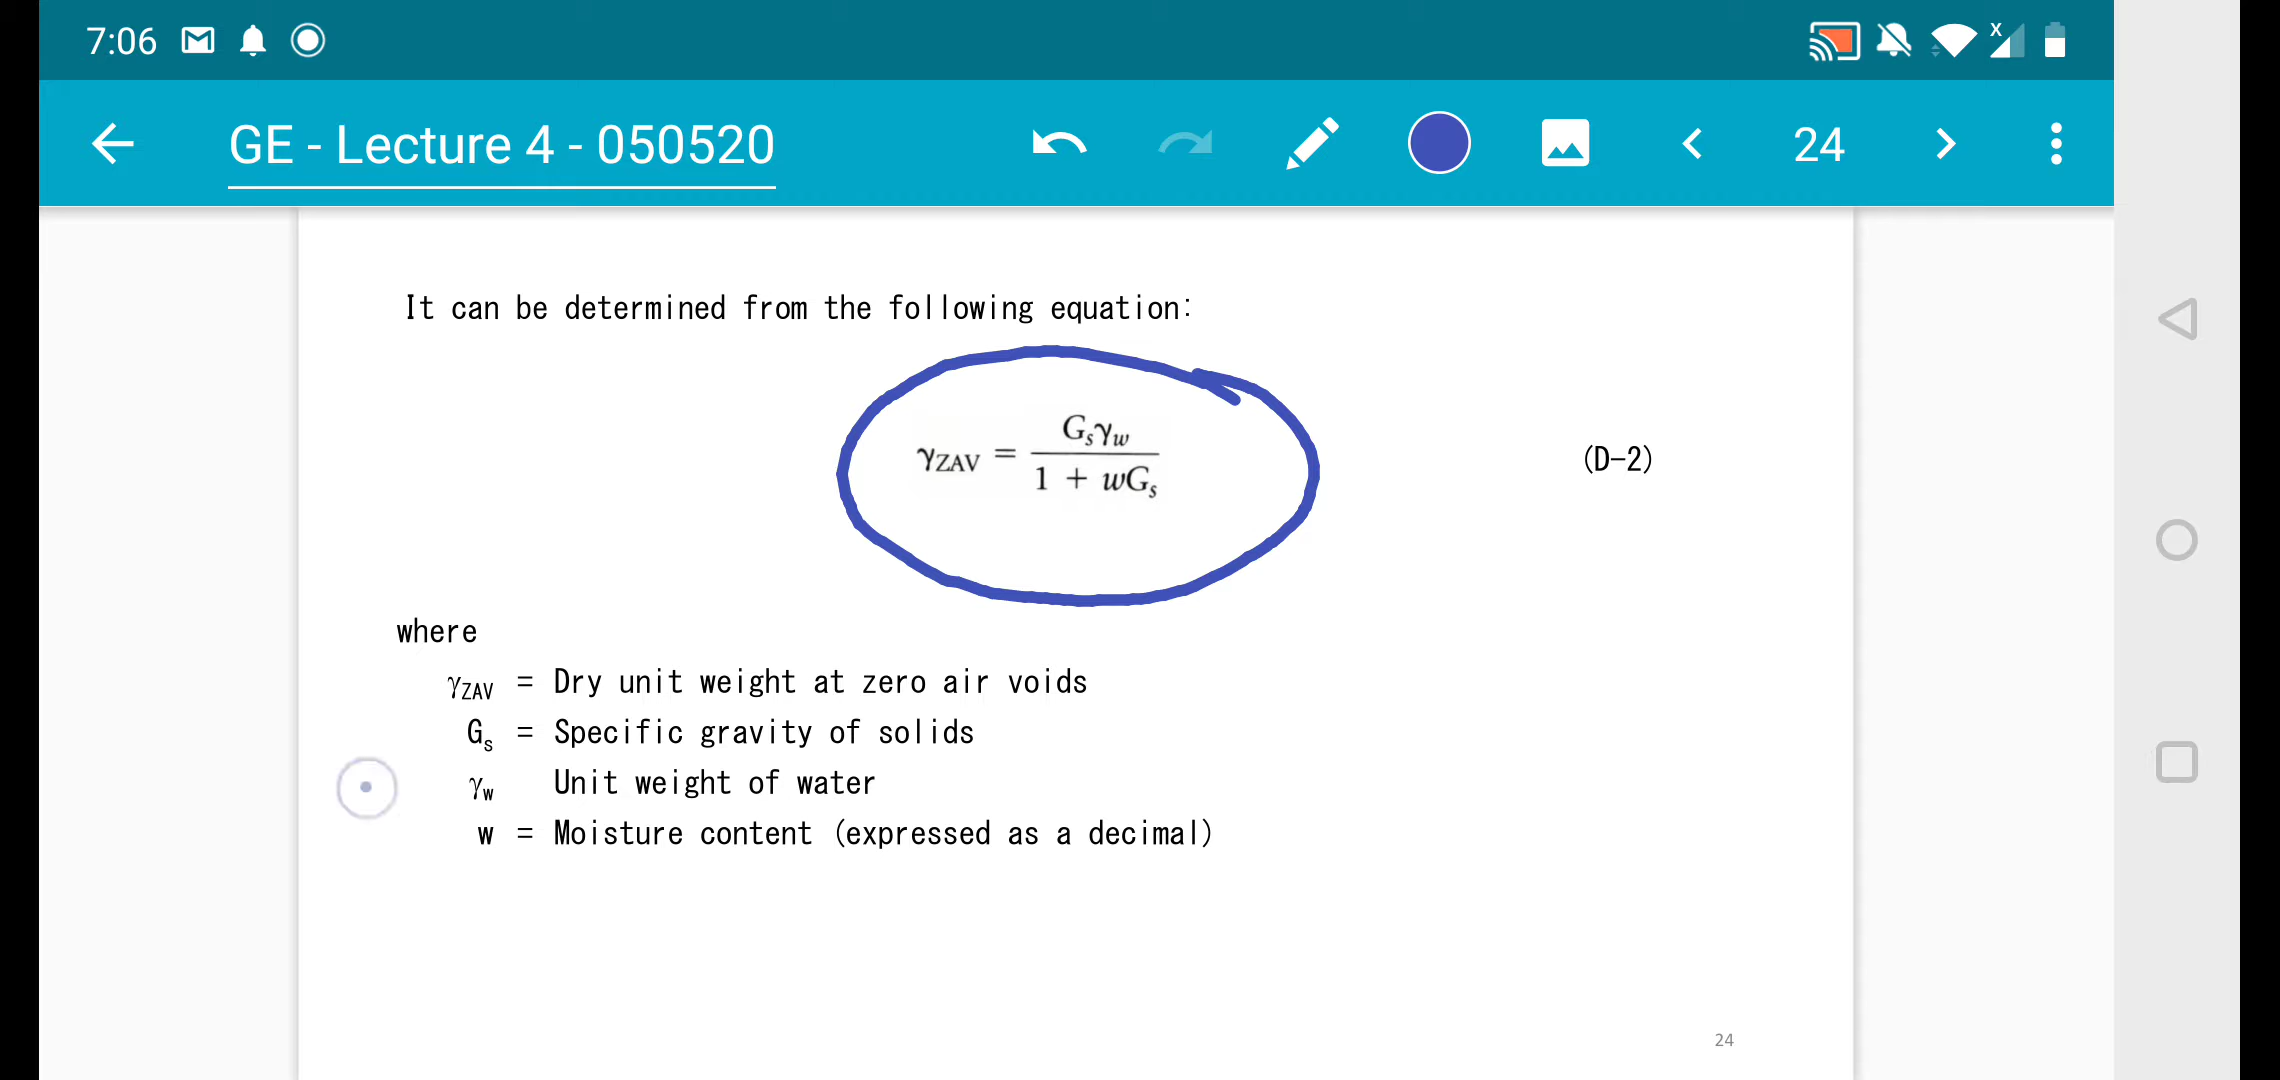 7:06
GE - Lecture 4 - 050520
24
It can be determined from the following equation:
γZAV = Gsγw / 1 + wGs (D-2)
where
γZAV = Dry unit weight at zero air voids
Gs = Specific gravity of solids
γw Unit weight of water
w = Moisture content (expressed as a decimal)
24